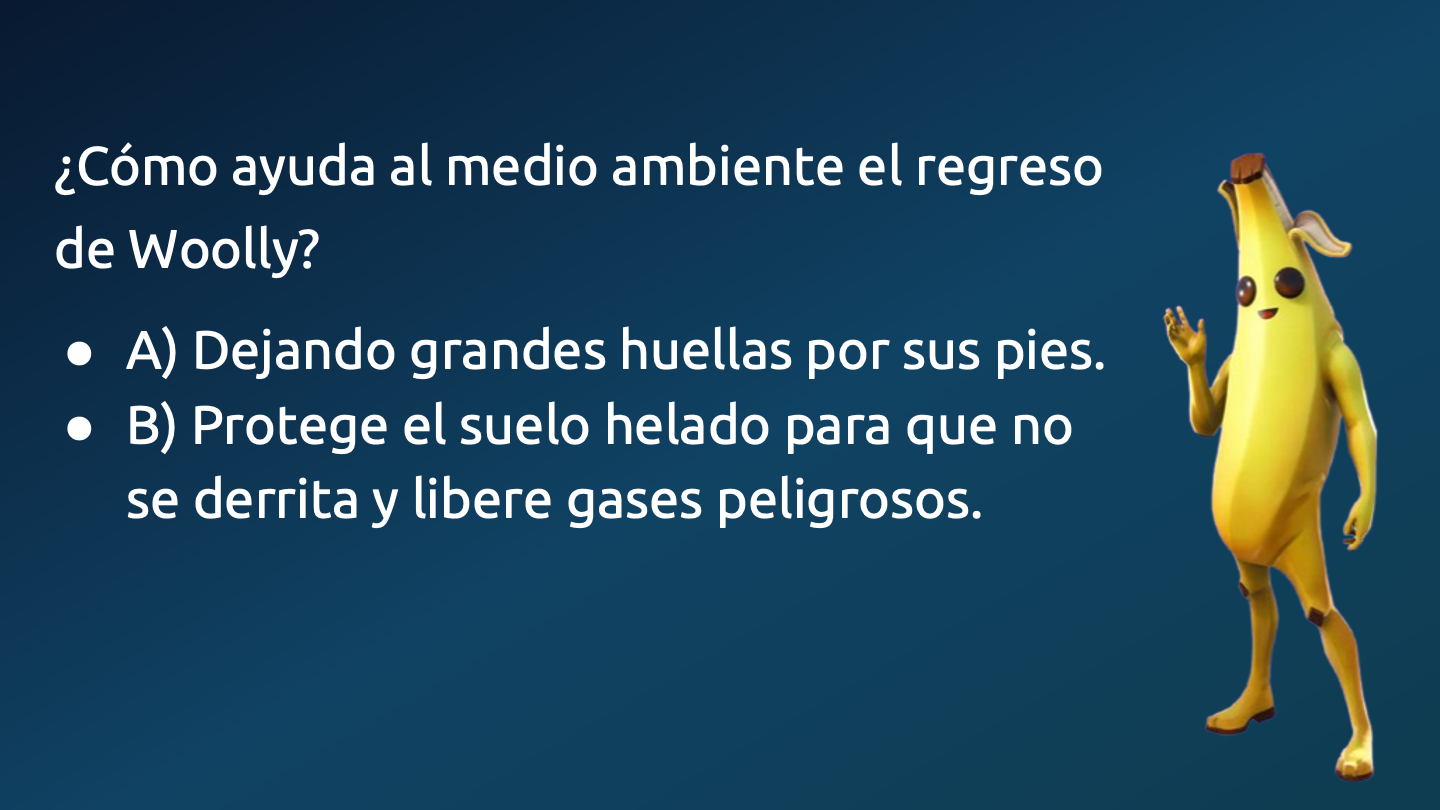 ¿Cómo ayuda al medio ambiente el regreso
de Woolly?
● A) Dejando grandes huellas por sus pies.
● B) Protege el suelo helado para que no
se derrita y libere gases peligrosos.